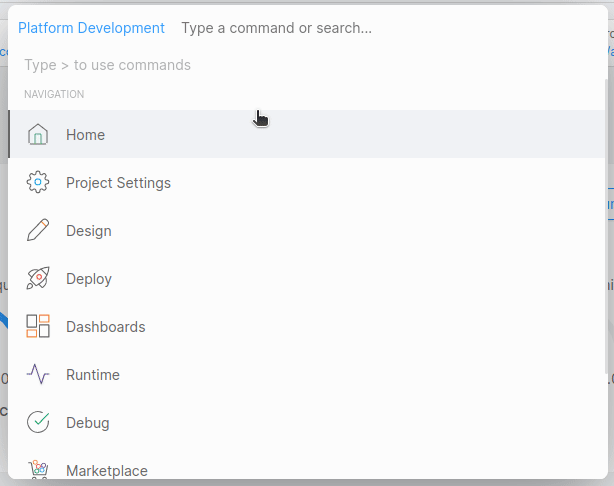 Platform Development Type a command or search...
Type > to use commands
NAVIGATION
Home
Project Settings
Design
Deploy
Dashboards
Runtime
Debug
Marketplace